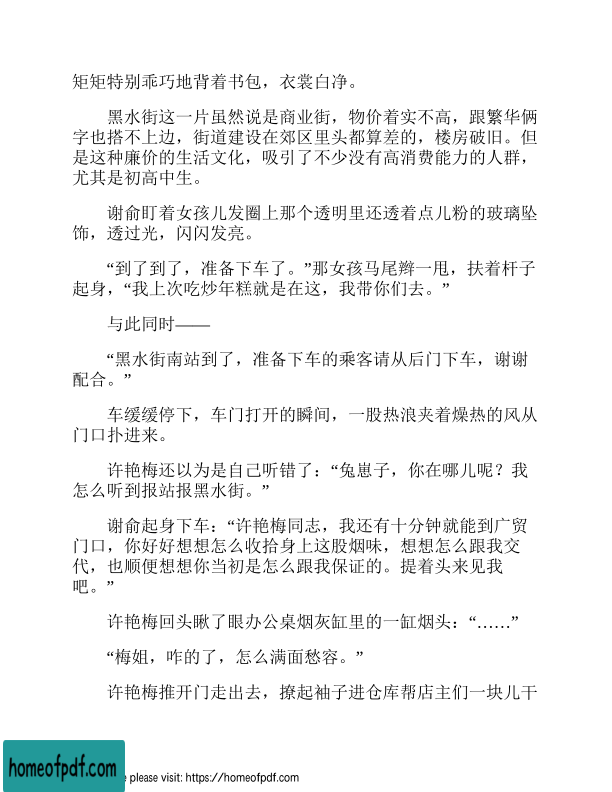 矩矩特别乖巧地背着书包，衣裳白净。
黑水街这一片虽然说是商业街，物价着实不高，跟繁华俩
字也搭不上边，街道建设在郊区里头都算差的，楼房破旧。但
是这种廉价的生活文化，吸引了不少没有高消费能力的人群，
尤其是初高中生。
谢俞盯着女孩儿发圈上那个透明里还透着点儿粉的玻璃坠
饰，透过光，闪闪发亮。
“到了到了，准备下车了。”那女孩马尾辫一甩，扶着杆子
起身，“我上次吃炒年糕就是在这，我带你们去。”
与此同时——
“黑水街南站到了，准备下车的乘客请从后门下车，谢谢
配合。”
车缓缓停下，车门打开的瞬间，一股热浪夹着燥热的风从
门口扑进来。
许艳梅还以为是自己听错了：“兔崽子，你在哪儿呢？我
怎么听到报站报黑水街。”
谢俞起身下车：“许艳梅同志，我还有十分钟就能到广贸
门口，你好好想想怎么收拾身上这股烟味，想想怎么跟我交
代，也顺便想想你当初是怎么跟我保证的。提着头来见我
吧。”
许艳梅回头瞅了眼办公桌烟灰缸里的一缸烟头：“……”
“梅姐，咋的了，怎么满面愁容。”
许艳梅推开门走出去，撩起袖子进仓库帮店主们一块儿干
homeofpdf.com
e please visit: https://homeofpdf.com